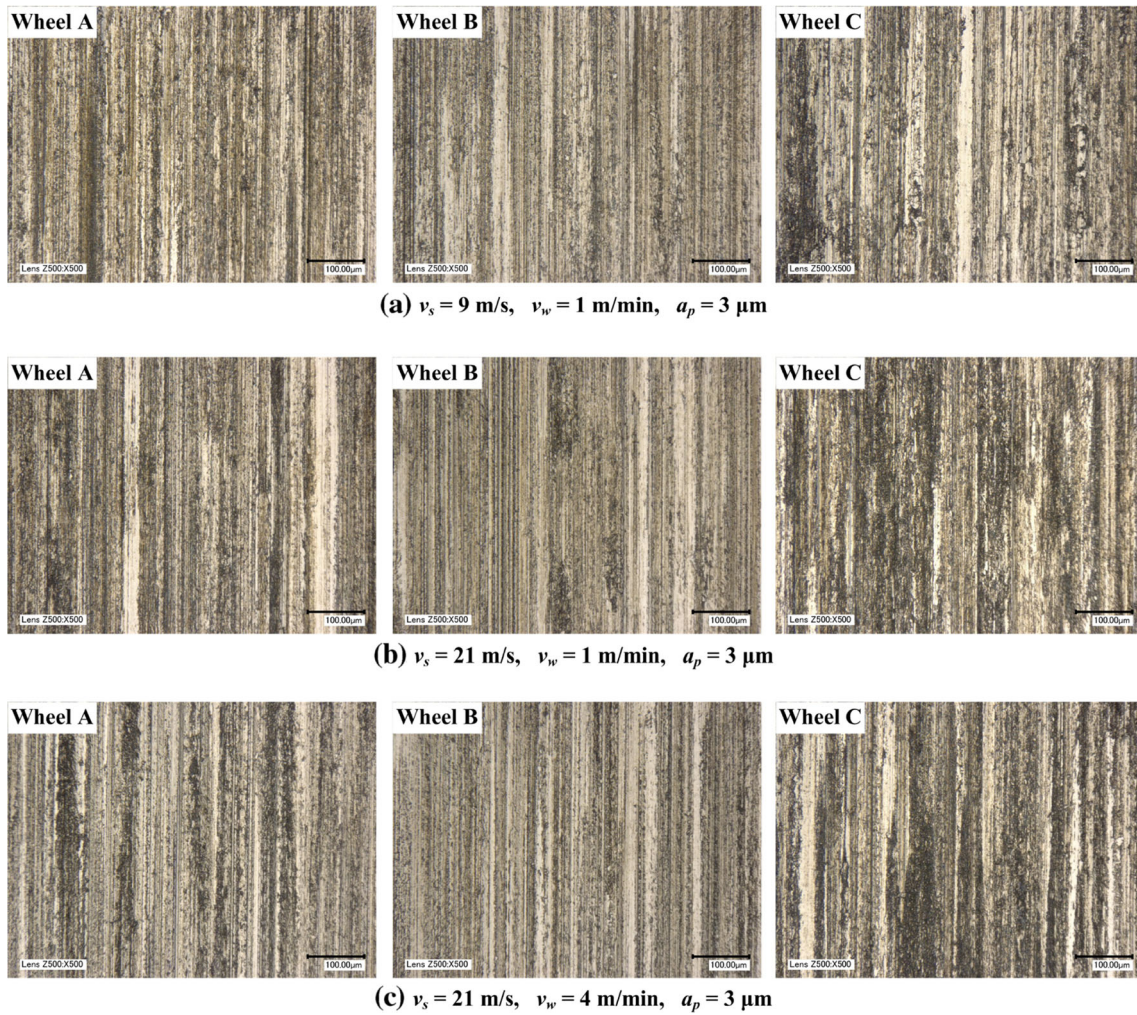 Wheel A
Wheel B
Wheel C
Lens Z500:X500
100.00µm
Lens Z500:X500
100.00µm
Lens Z500:X500
100.00µm
(a) vs = 9 m/s, vw = 1 m/min, ap = 3 µm
Wheel A
Wheel B
Wheel C
Lens Z500:X500
100.00µm
Lens Z500:X500
100.00µm
Lens Z500:X500
100.00µm
(b) vs = 21 m/s, vw = 1 m/min, ap = 3 µm
Wheel A
Wheel B
Wheel C
Lens Z500:X500
100.00µm
Lens Z500:X500
100.00µm
Lens Z500:X500
100.00µm
(c) vs = 21 m/s, vw = 4 m/min, ap = 3 µm